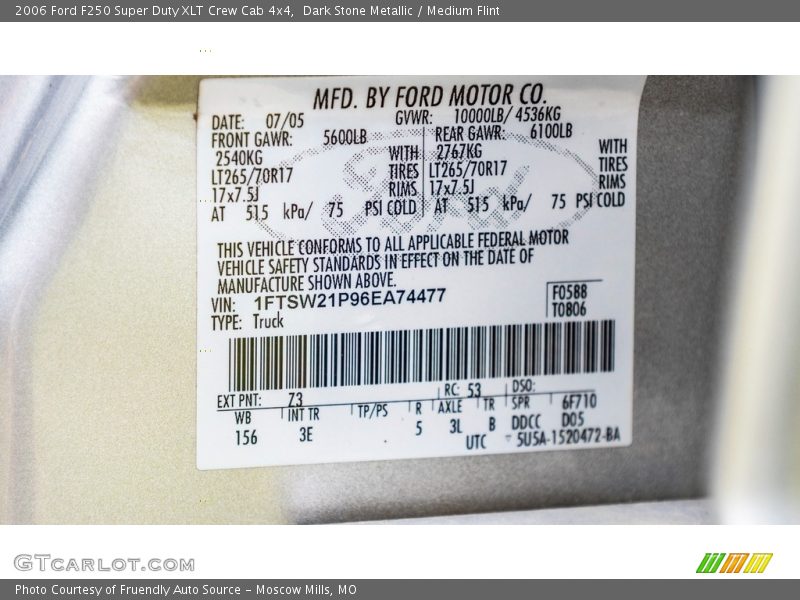 2006 Ford F250 Super Duty XLT Crew Cab 4x4,  Dark Stone Metallic / Medium Flint
MFD. BY FORD MOTOR CO.
DATE: 07/05 GVWR: 10000LB/ 4536KG
FRONT GAWR: 5600LB REAR GAWR: 6100LB
2540KG WITH 2767KG WITH
LT265/70R17 TIRES LT265/70R17 TIRES
17x7.5J RIMS 17x7.5J RIMS
AT 515 kPa/ 75 PSI COLD AT 515 kPa/ 75 PSI COLD
THIS VEHICLE CONFORMS TO ALL APPLICABLE FEDERAL MOTOR
VEHICLE SAFETY STANDARDS IN EFFECT ON THE DATE OF
MANUFACTURE SHOWN ABOVE.
VIN: 1FTSW21P96EA74477 F0588
TYPE: Truck T0806
EXT PNT: Z3 RC: 53 DSO:
WB INT TR TP/PS R AXLE TR SPR 6F710
156 3E 5 3L B DDCC D05
UTC 5U5A-1520472-BA
GTcarlot.com
Photo Courtesy of Fruendly Auto Source – Moscow Mills, MO